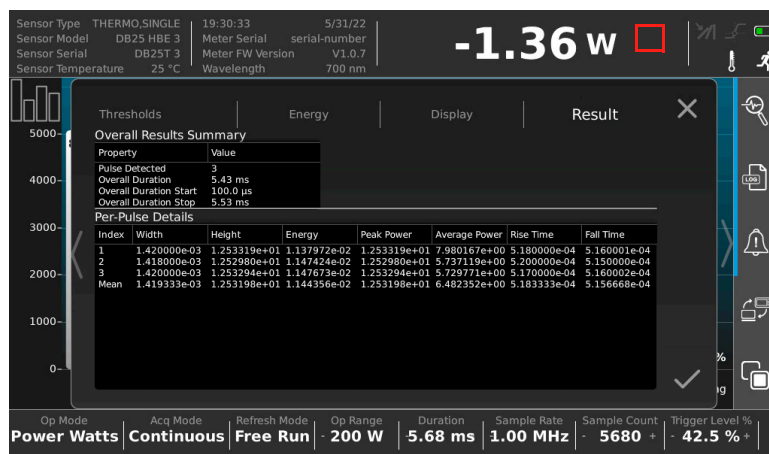 Sensor Type THERMO,SINGLE
Sensor Model DB25 HBE 3
Sensor Serial DB25T 3
Sensor Temperature 25 °C
19:30:33 5/31/22
Meter Serial serial-number
Meter FW Version V1.0.7
Wavelength 700 nm
-1.36 W
Thresholds Energy Display Result
Overall Results Summary
Property Value
Pulse Detected 3
Overall Duration 5.43 ms
Overall Duration Start 100.0 µs
Overall Duration Stop 5.53 ms
Per-Pulse Details
Index Width Height Energy Peak Power Average Power Rise Time Fall Time
1 1.420000e-03 1.253319e+01 1.137972e-02 1.253319e+01 7.980167e+00 5.180000e-04 5.160001e-04
2 1.418000e-03 1.252980e+01 1.147424e-02 1.252980e+01 5.737119e+00 5.200000e-04 5.150000e-04
3 1.420000e-03 1.253294e+01 1.147673e-02 1.253294e+01 5.729771e+00 5.170000e-04 5.160002e-04
Mean 1.419333e-03 1.253198e+01 1.144356e-02 1.253198e+01 6.482352e+00 5.183333e-04 5.156668e-04
5000-
4000-
3000-
2000-
1000-
0-
LOG
%
ng
Op Mode Acq Mode Refresh Mode Op Range Duration Sample Rate Sample Count Trigger Level %
Power Watts Continuous Free Run - 200 W -5.68 ms 1.00 MHz - 5680 + - 42.5 % +